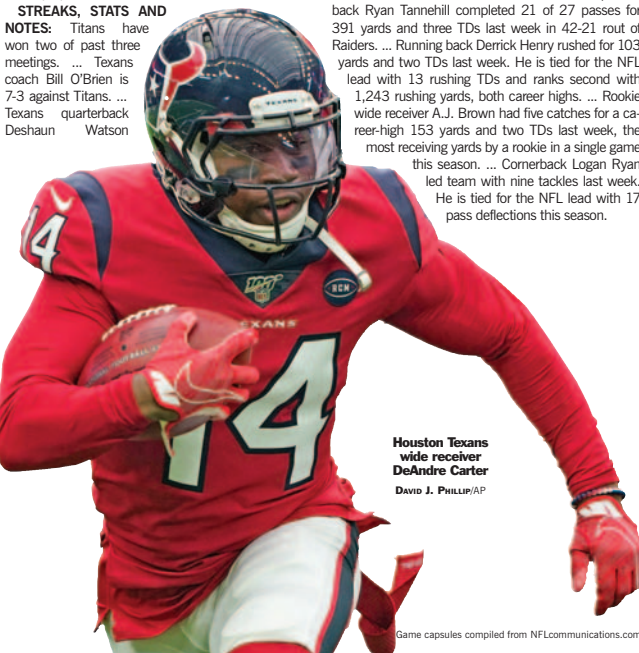 STREAKS, STATS AND
NOTES: Titans have
won two of past three
meetings. ... Texans
coach Bill O'Brien is
7-3 against Titans. ...
Texans quarterback
Deshaun Watson
back Ryan Tannehill completed 21 of 27 passes for
391 yards and three TDs last week in 42-21 rout of
Raiders. ... Running back Derrick Henry rushed for 103
yards and two TDs last week. He is tied for the NFL
lead with 13 rushing TDs and ranks second with
1,243 rushing yards, both career highs. ... Rookie
wide receiver A.J. Brown had five catches for a ca-
reer-high 153 yards and two TDs last week, the
most receiving yards by a rookie in a single game
this season. ... Cornerback Logan Ryan
led team with nine tackles last week.
He is tied for the NFL lead with 17
pass deflections this season.
TEXANS
14
100
RCM
EXANS
14
Houston Texans
wide receiver
DeAndre Carter
DAVID J. PHILLIP/AP
Game capsules compiled from NFLcommunications.com